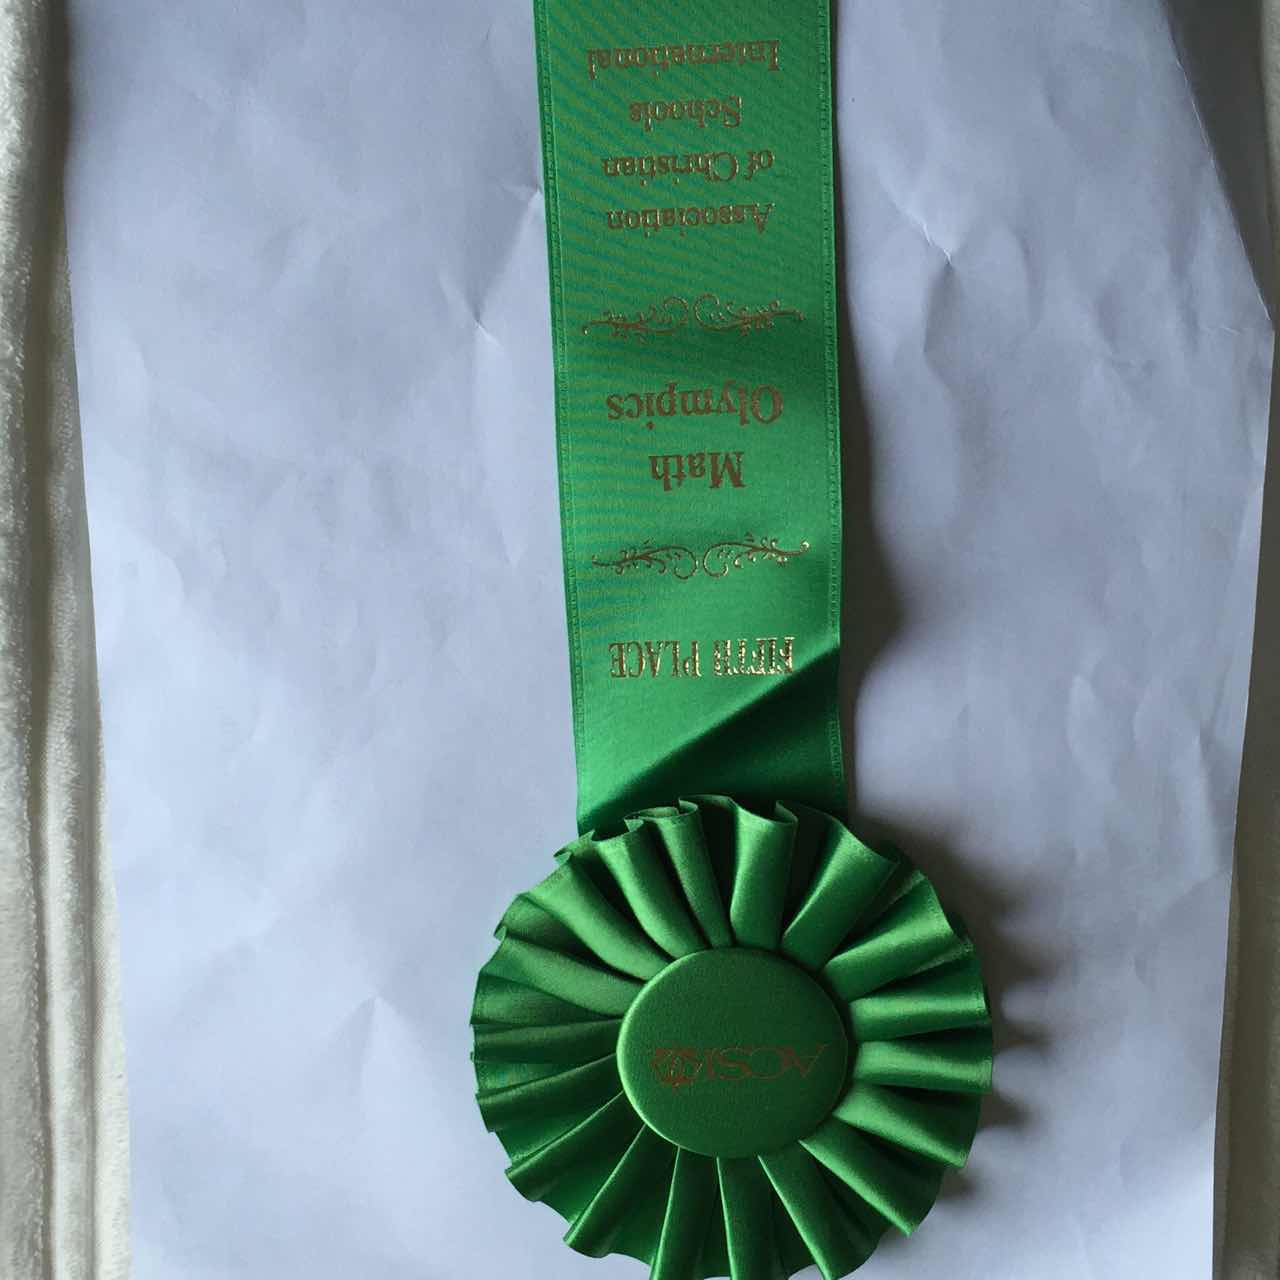 ACSI
FIFTH PLACE
Math
Olympics
Association
of Christian
Schools
International